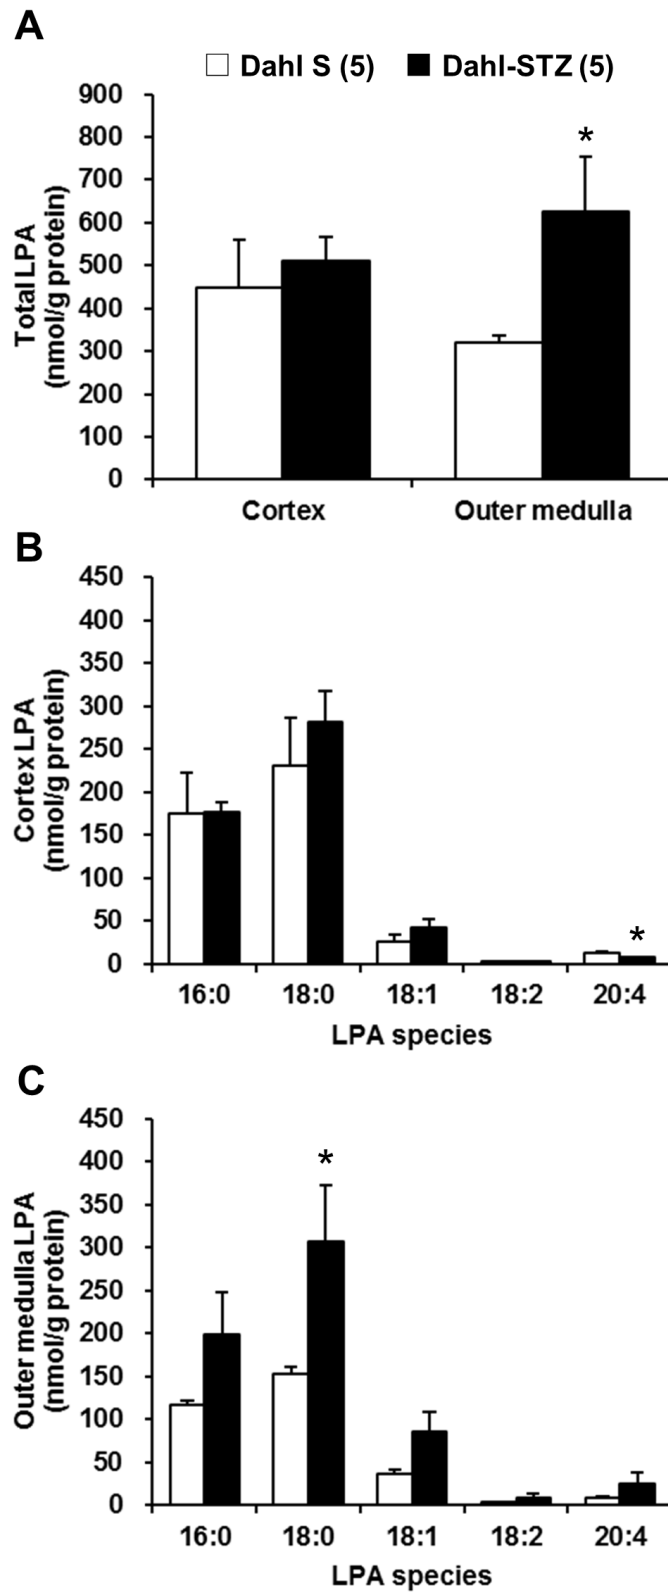 A
Dahl S (5) Dahl-STZ (5)
Total LPA
(nmol/g protein)
900
800
700
600
500
400
300
200
100
0
*
Cortex Outer medulla
B
Cortex LPA
(nmol/g protein)
450
400
350
300
250
200
150
100
50
0
*
16:0 18:0 18:1 18:2 20:4
LPA species
C
Outer medulla LPA
(nmol/g protein)
450
400
350
300
250
200
150
100
50
0
*
16:0 18:0 18:1 18:2 20:4
LPA species